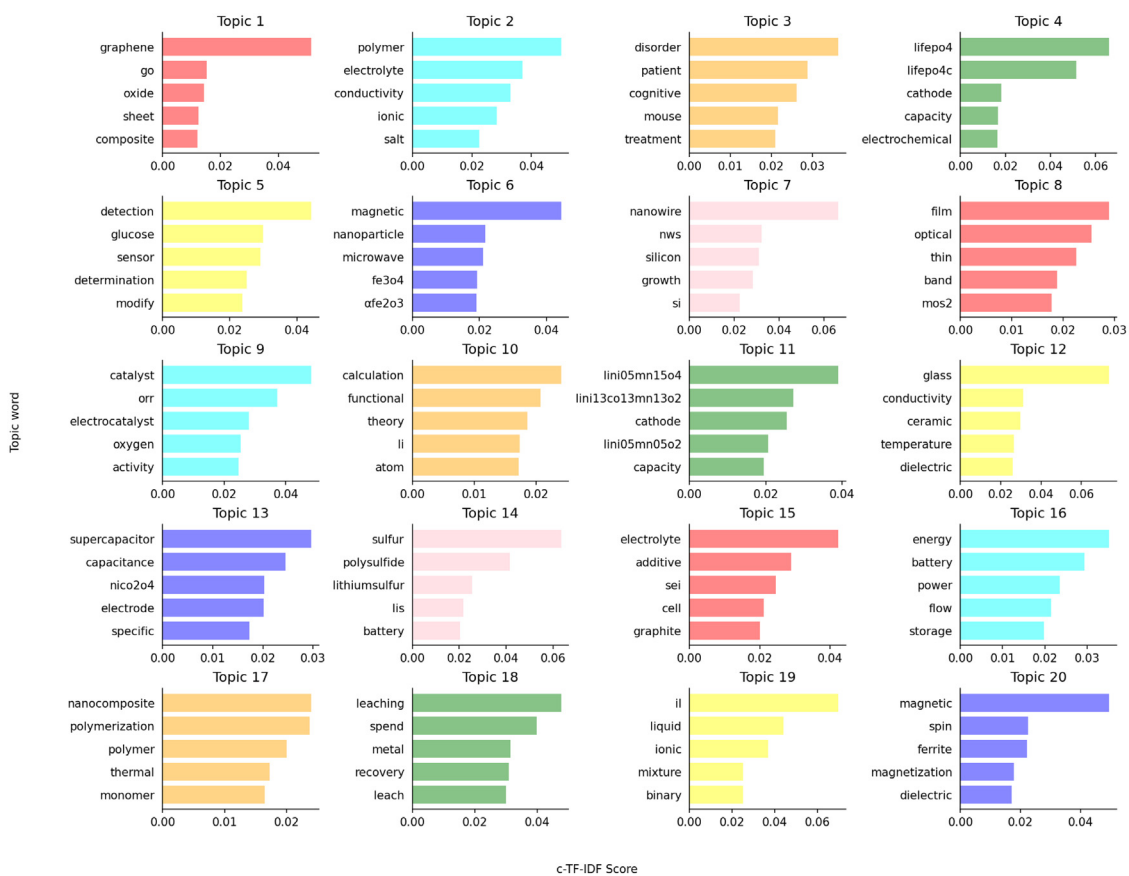 Topic 1
graphene
go
oxide
sheet
composite
0.00 0.02 0.04
Topic 2
polymer
electrolyte
conductivity
ionic
salt
0.00 0.02 0.04
Topic 3
disorder
patient
cognitive
mouse
treatment
0.00 0.01 0.02 0.03
Topic 4
lifepo4
lifepo4c
cathode
capacity
electrochemical
0.00 0.02 0.04 0.06
Topic 5
detection
glucose
sensor
determination
modify
0.00 0.02 0.04
Topic 6
magnetic
nanoparticle
microwave
fe3o4
αfe2o3
0.00 0.02 0.04
Topic 7
nanowire
nws
silicon
growth
si
0.00 0.02 0.04 0.06
Topic 8
film
optical
thin
band
mos2
0.00 0.01 0.02 0.03
Topic 9
catalyst
orr
electrocatalyst
oxygen
activity
0.00 0.02 0.04
Topic 10
calculation
functional
theory
li
atom
0.00 0.01 0.02
Topic 11
lini05mn15o4
lini13co13mn13o2
cathode
lini05mn05o2
capacity
0.00 0.02 0.04
Topic 12
glass
conductivity
ceramic
temperature
dielectric
0.00 0.02 0.04 0.06
Topic 13
supercapacitor
capacitance
nico2o4
electrode
specific
0.00 0.01 0.02 0.03
Topic 14
sulfur
polysulfide
lithiumsulfur
lis
battery
0.00 0.02 0.04 0.06
Topic 15
electrolyte
additive
sei
cell
graphite
0.00 0.02 0.04
Topic 16
energy
battery
power
flow
storage
0.00 0.01 0.02 0.03
Topic 17
nanocomposite
polymerization
polymer
thermal
monomer
0.00 0.01 0.02
Topic 18
leaching
spend
metal
recovery
leach
0.00 0.02 0.04
Topic 19
il
liquid
ionic
mixture
binary
0.00 0.02 0.04 0.06
Topic 20
magnetic
spin
ferrite
magnetization
dielectric
0.00 0.02 0.04
Topic word
c-TF-IDF Score